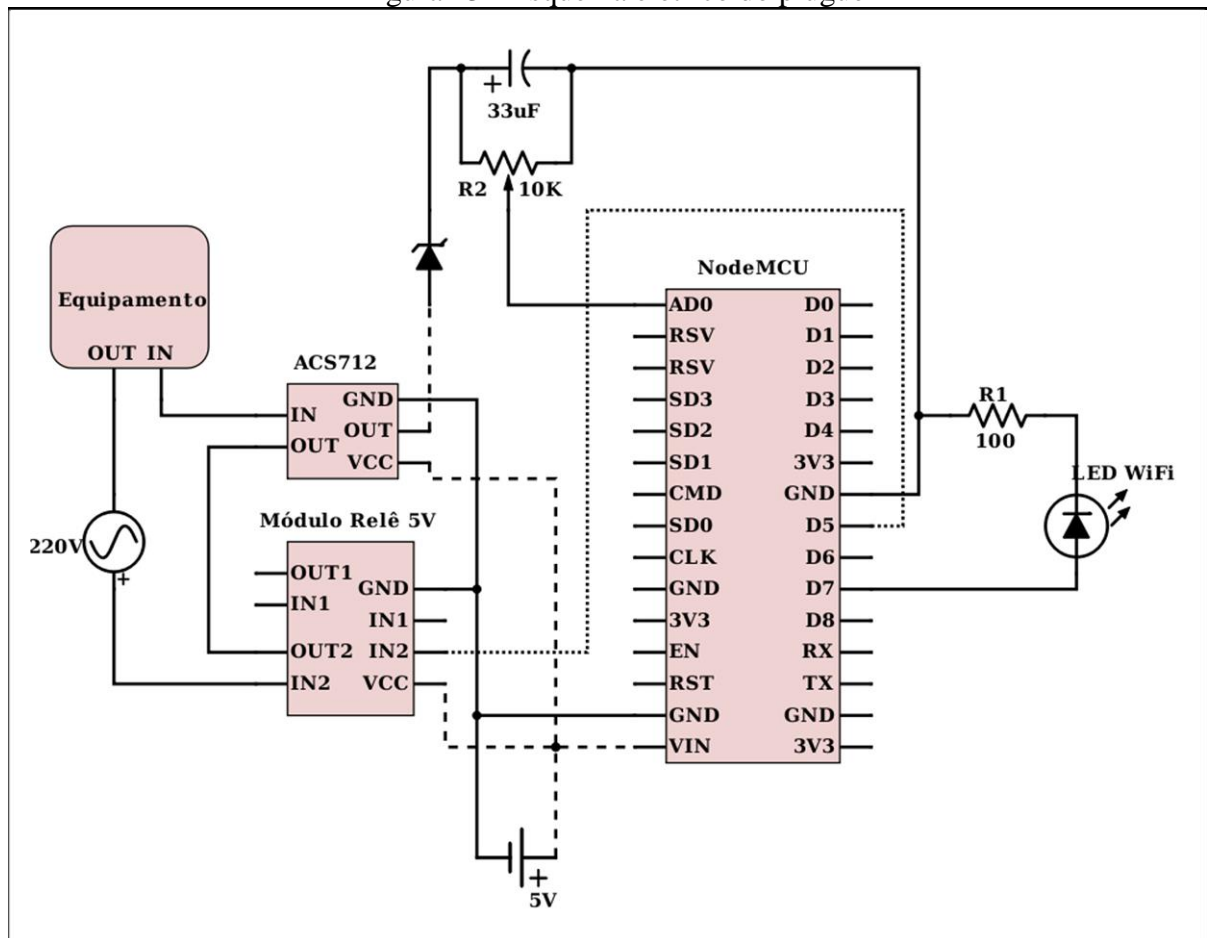 33uF
R2 10K
NodeMCU
Equipamento
OUT IN
ACS712
IN
OUT
GND
OUT
VCC
220V
+
Módulo Relê 5V
OUT1
IN1
OUT2
IN2
GND
IN1
IN2
VCC
AD0
RSV
RSV
SD3
SD2
SD1
CMD
SD0
CLK
GND
3V3
EN
RST
GND
VIN
D0
D1
D2
D3
D4
3V3
GND
D5
D6
D7
D8
RX
TX
GND
3V3
R1
100
LED WiFi
+
5V